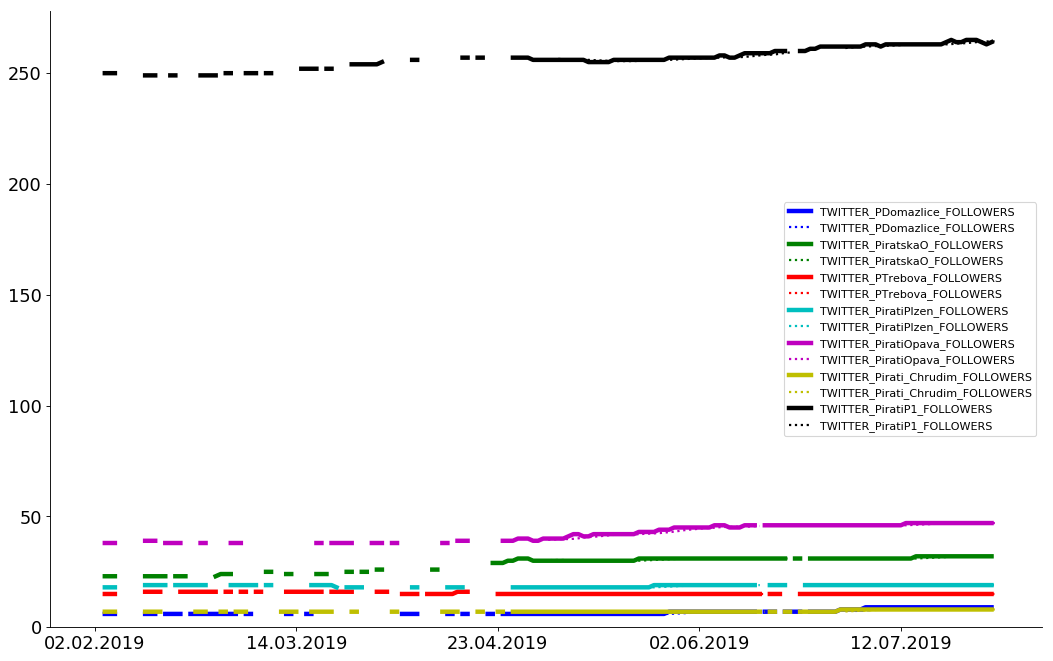 250
200
150
100
50
0
02.02.2019 14.03.2019 23.04.2019 02.06.2019 12.07.2019
TWITTER_PDomazlice_FOLLOWERS
TWITTER_PDomazlice_FOLLOWERS
TWITTER_PiratskaO_FOLLOWERS
TWITTER_PiratskaO_FOLLOWERS
TWITTER_PTrebova_FOLLOWERS
TWITTER_PTrebova_FOLLOWERS
TWITTER_PiratiPlzen_FOLLOWERS
TWITTER_PiratiPlzen_FOLLOWERS
TWITTER_PiratiOpava_FOLLOWERS
TWITTER_PiratiOpava_FOLLOWERS
TWITTER_Pirati_Chrudim_FOLLOWERS
TWITTER_Pirati_Chrudim_FOLLOWERS
TWITTER_PiratiP1_FOLLOWERS
TWITTER_PiratiP1_FOLLOWERS